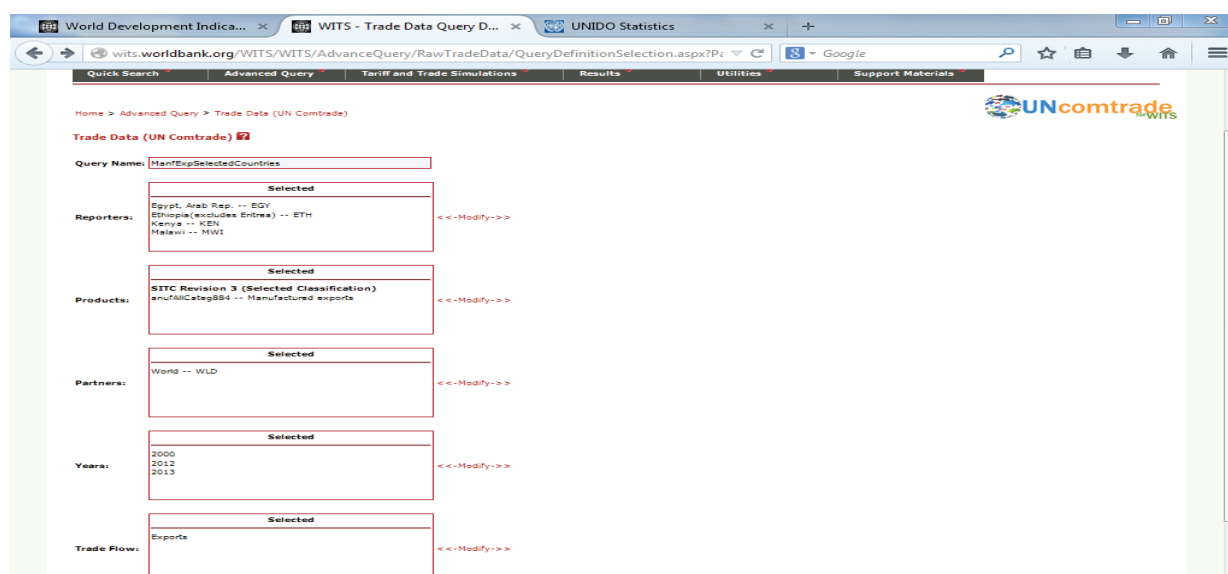 World Development Indica... ×
WITS - Trade Data Query D... ×
UNIDO Statistics ×
+
wits.worldbank.org/WITS/WITS/AdvanceQuery/RawTradeData/QueryDefinitionSelection.aspx?Pa
Google
Quick Search
Advanced Query
Tariff and Trade Simulations
Results
Utilities
Support Materials
UNcomtrade
for WITS
Home > Advanced Query > Trade Data (UN Comtrade)
Trade Data (UN Comtrade) ?
Query Name: ManfExpSelectedCountries
Selected
Reporters:
Egypt, Arab Rep. -- EGY
Ethiopia(excludes Eritrea) -- ETH
Kenya -- KEN
Malawi -- MWI
<<-Modify->>
Selected
Products:
SITC Revision 3 (Selected Classification)
anufAllCateg884 -- Manufactured exports
<<-Modify->>
Selected
Partners:
World -- WLD
<<-Modify->>
Selected
Years:
2000
2012
2013
<<-Modify->>
Selected
Trade Flow:
Exports
<<-Modify->>